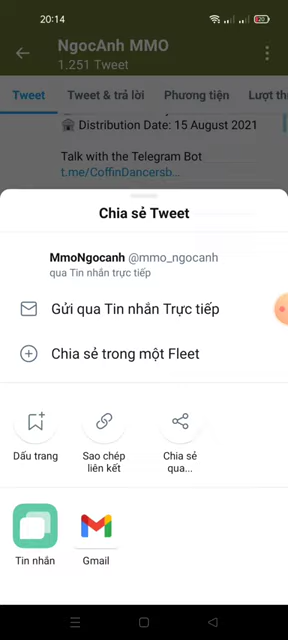 20:14
20
NgocAnh MMO
1.251 Tweet
Tweet
Tweet & trả lời
Phương tiện
Lượt th
Distribution Date: 15 August 2021
Talk with the Telegram Bot
t.me/CoffinDancersb...
Chia sẻ Tweet
MmoNgocanh @mmo_ngocanh
qua Tin nhắn trực tiếp
Gửi qua Tin nhắn Trực tiếp
Chia sẻ trong một Fleet
Dấu trang
Sao chép
liên kết
Chia sẻ
qua...
Tin nhắn
Gmail